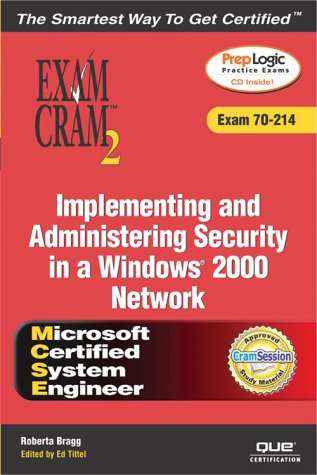 The Smartest Way To Get Certified™
PrepLogic
Practice Exams
CD Inside!
EXAM
CRAM™
2
Exam 70-214
Implementing and
Administering Security
in a Windows® 2000
Network
Microsoft
Certified
System
Engineer
Approved
CramSession
Study Material
Roberta Bragg
Edited by Ed Tittel
QUE®
CERTIFICATION